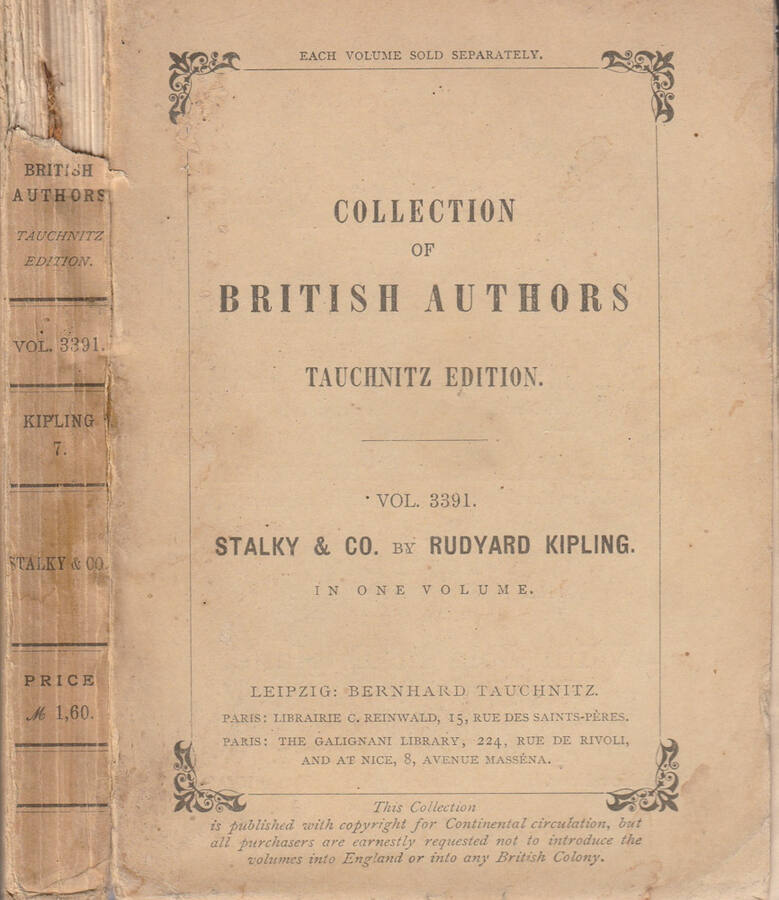 BRITISH
AUTHORS
TAUCHNITZ
EDITION.
VOL. 3391.
KIPLING
7.
STALKY & CO.
PRICE
ℳ 1,60.
EACH VOLUME SOLD SEPARATELY.
COLLECTION
OF
BRITISH AUTHORS
TAUCHNITZ EDITION.
VOL. 3391.
STALKY & CO. BY RUDYARD KIPLING.
IN ONE VOLUME.
LEIPZIG: BERNHARD TAUCHNITZ.
PARIS: LIBRAIRIE C. REINWALD, 15, RUE DES SAINTS-PÈRES.
PARIS: THE GALIGNANI LIBRARY, 224, RUE DE RIVOLI,
AND AT NICE, 8, AVENUE MASSÉNA.
This Collection
is published with copyright for Continental circulation, but
all purchasers are earnestly requested not to introduce the
volumes into England or into any British Colony.